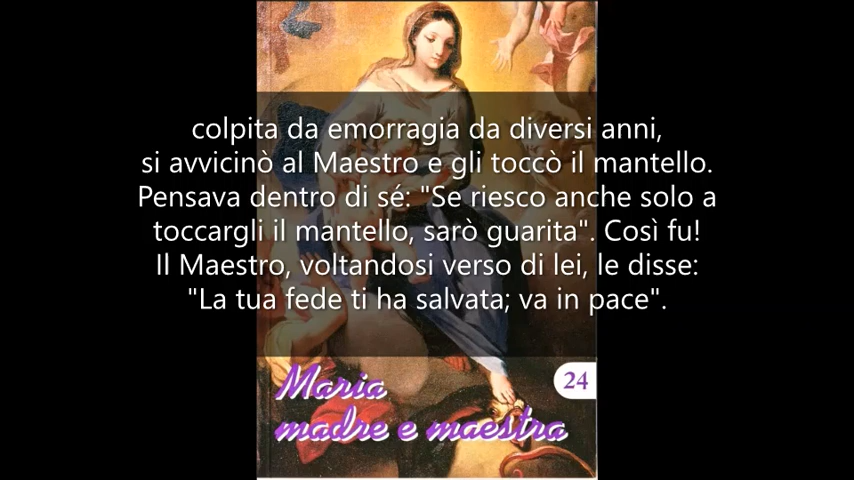 colpita da emorragia da diversi anni,
si avvicinò al Maestro e gli toccò il mantello.
Pensava dentro di sé: "Se riesco anche solo a
toccargli il mantello, sarò guarita". Così fu!
Il Maestro, voltandosi verso di lei, le disse:
"La tua fede ti ha salvata; va in pace".
24
Maria
madre e maestra